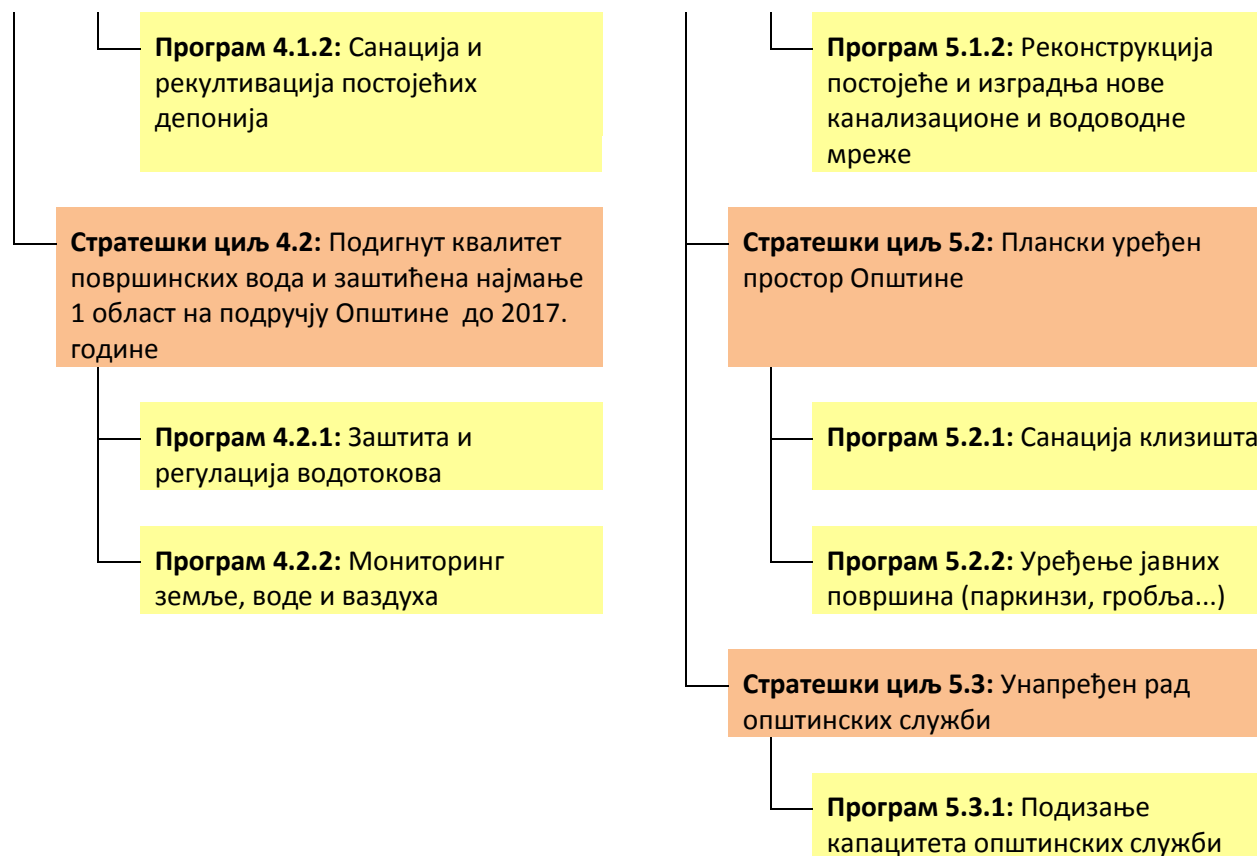 Програм 4.1.2: Санација и
рекултивација постојећих
депонија
Стратешки циљ 4.2: Подигнут квалитет
површинских вода и заштићена најмање
1 област на подручју Општине  до 2017.
године
Програм 4.2.1: Заштита и
регулација водотокова
Програм 4.2.2: Мониторинг
земље, воде и ваздуха
Програм 5.1.2: Реконструкција
постојеће и изградња нове
канализационе и водоводне
мреже
Стратешки циљ 5.2: Плански уређен
простор Општине
Програм 5.2.1: Санација клизишта
Програм 5.2.2: Уређење јавних
површина (паркинзи, гробља...)
Стратешки циљ 5.3: Унапређен рад
општинских служби
Програм 5.3.1: Подизање
капацитета општинских служби